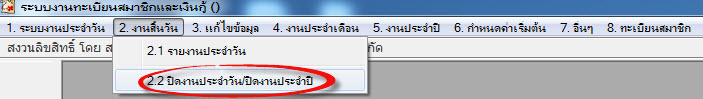 ระบบงานทะเบียนสมาชิกและเงินกู้ ()
1. ระบบงานประจำวัน 2. งานสิ้นวัน 3. แก้ไขข้อมูล 4. งานประจำเดือน 5. งานประจำปี 6. กำหนดค่าเริ่มต้น 7. อื่นๆ 8. ทะเบียนสมาชิก
สงวนลิขสิทธิ์ โดย
2.1 รายงานประจำวัน
2.2 ปิดงานประจำวัน/ปิดงานประจำปี